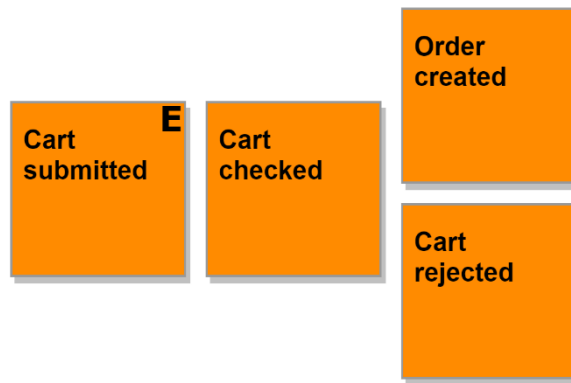 E
Cart
submitted
Cart
checked
Order
created
Cart
rejected